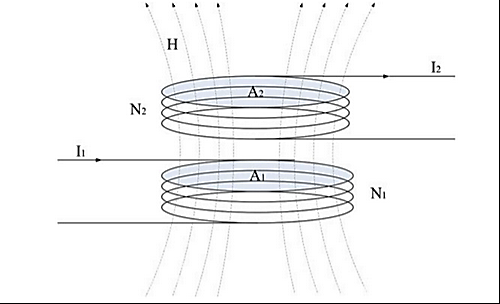 H
I₂
A₂
N₂
I₁
A₁
N₁